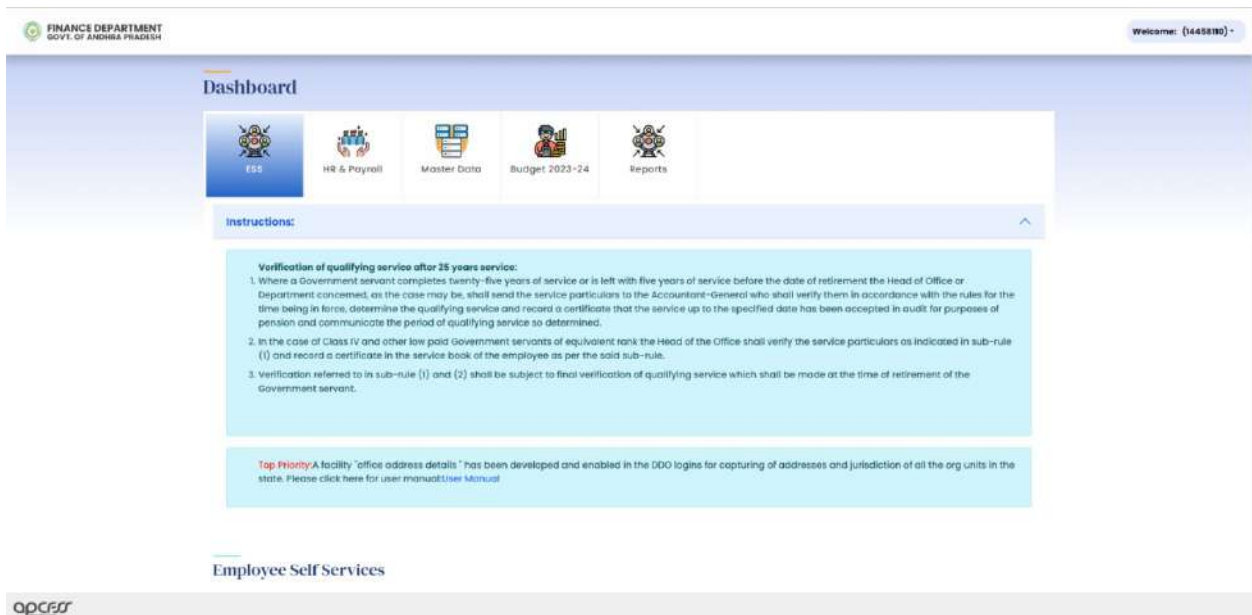 FINANCE DEPARTMENT
GOVT. OF ANDHRA PRADESH
Welcome: (14458110)
Dashboard
ESS
HR & Payroll
Master Data
Budget 2023-24
Reports
Instructions:
Verification of qualifying service after 25 years service:
1. Where a Government servant completes twenty-five years of service or is left with five years of service before the date of retirement the Head of Office or
Department concerned, as the case may be, shall send the service particulars to the Accountant-General who shall verify them in accordance with the rules for the
time being in force, determine the qualifying service and record a certificate that the service up to the specified date has been accepted in audit for purposes of
pension and communicate the period of qualifying service so determined.
2. In the case of Class IV and other low paid Government servants of equivalent rank the Head of the Office shall verify the service particulars as indicated in sub-rule
(1) and record a certificate in the service book of the employee as per the said sub-rule.
3. Verification referred to in sub-rule (1) and (2) shall be subject to final verification of qualifying service which shall be made at the time of retirement of the
Government servant.
Top Priority:A facility "office address details " has been developed and enabled in the DDO logins for capturing of addresses and jurisdiction of all the org units in the
state. Please click here for user manual:User Manual
Employee Self Services
apcfss